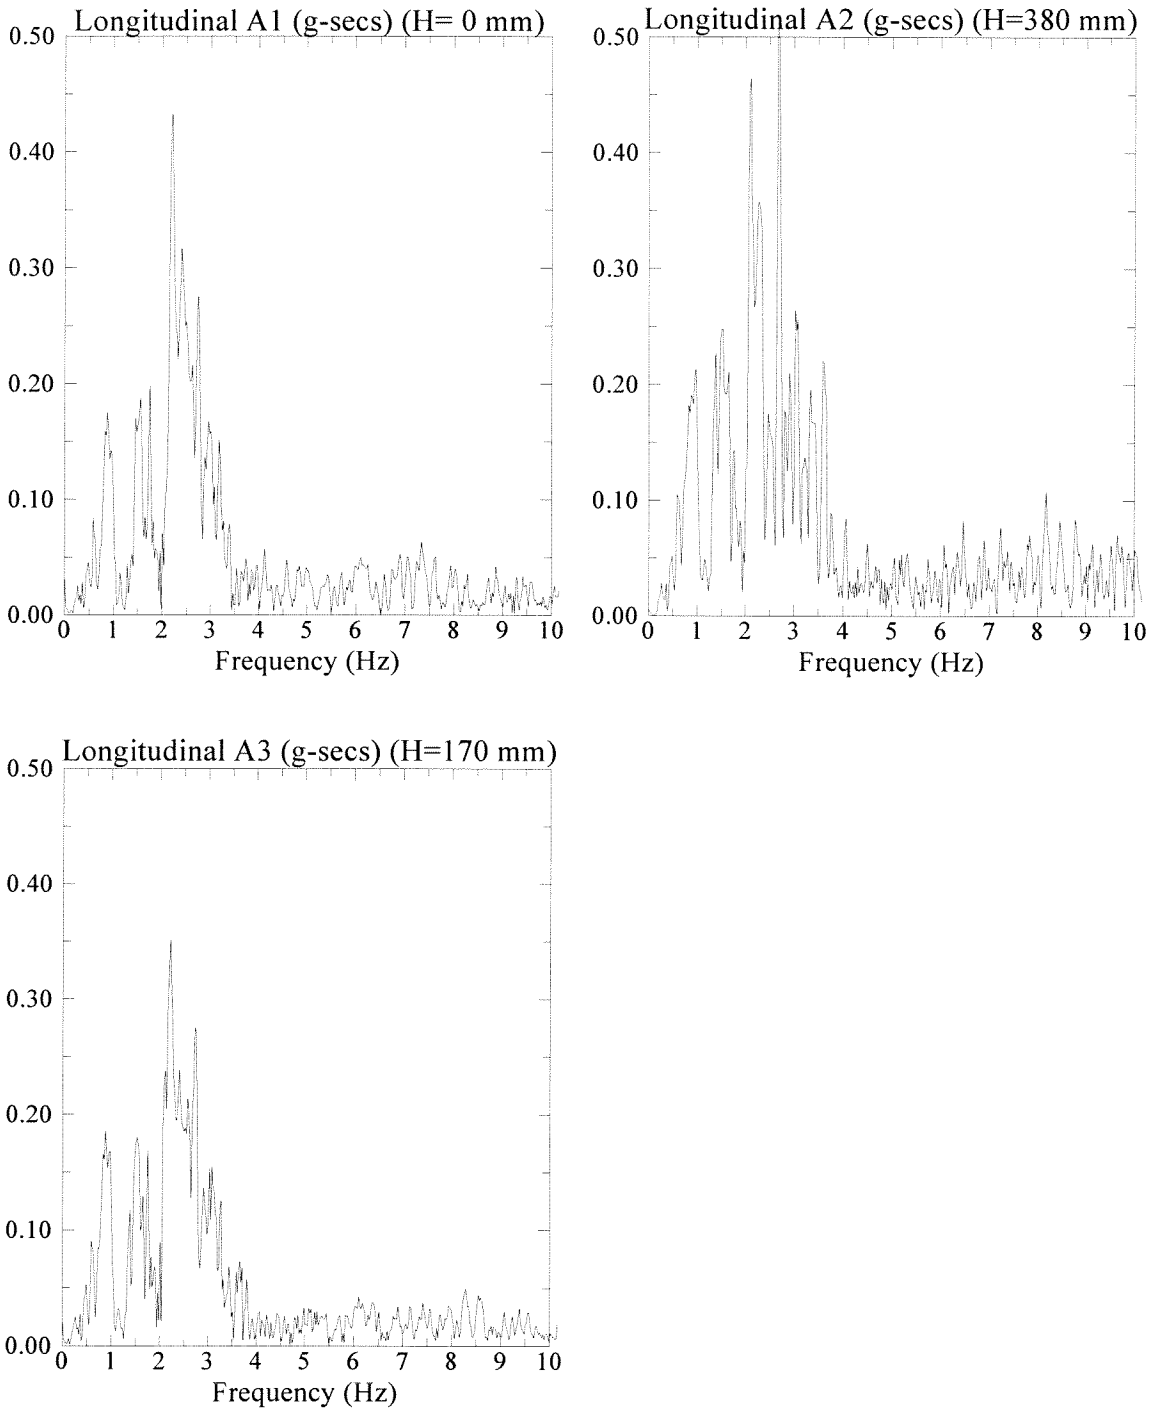 Longitudinal A1 (g-secs) (H= 0 mm)
0.50
0.40
0.30
0.20
0.10
0.00
0 1 2 3 4 5 6 7 8 9 10
Frequency (Hz)
Longitudinal A2 (g-secs) (H=380 mm)
0.50
0.40
0.30
0.20
0.10
0.00
0 1 2 3 4 5 6 7 8 9 10
Frequency (Hz)
Longitudinal A3 (g-secs) (H=170 mm)
0.50
0.40
0.30
0.20
0.10
0.00
0 1 2 3 4 5 6 7 8 9 10
Frequency (Hz)